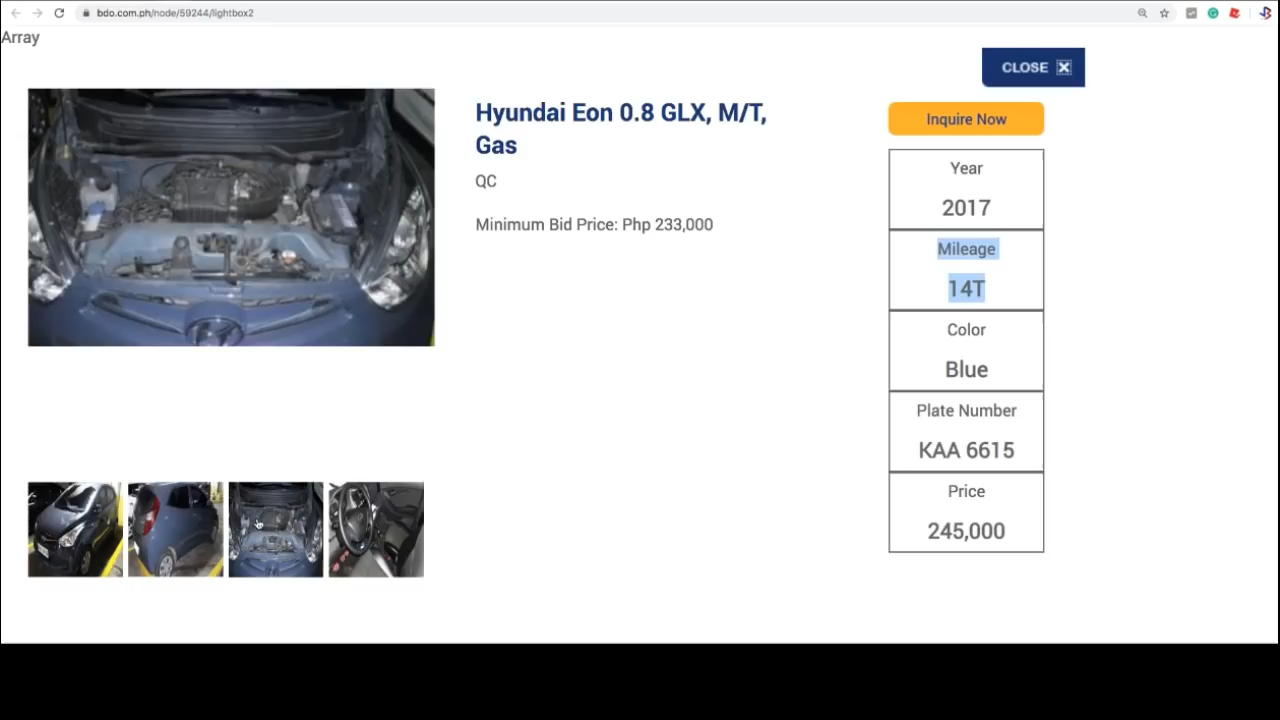 bdo.com.ph/node/59244/lightbox2
Array
CLOSE
Hyundai Eon 0.8 GLX, M/T,
Gas
QC
Minimum Bid Price: Php 233,000
Inquire Now
Year
2017
Mileage
14T
Color
Blue
Plate Number
KAA 6615
Price
245,000